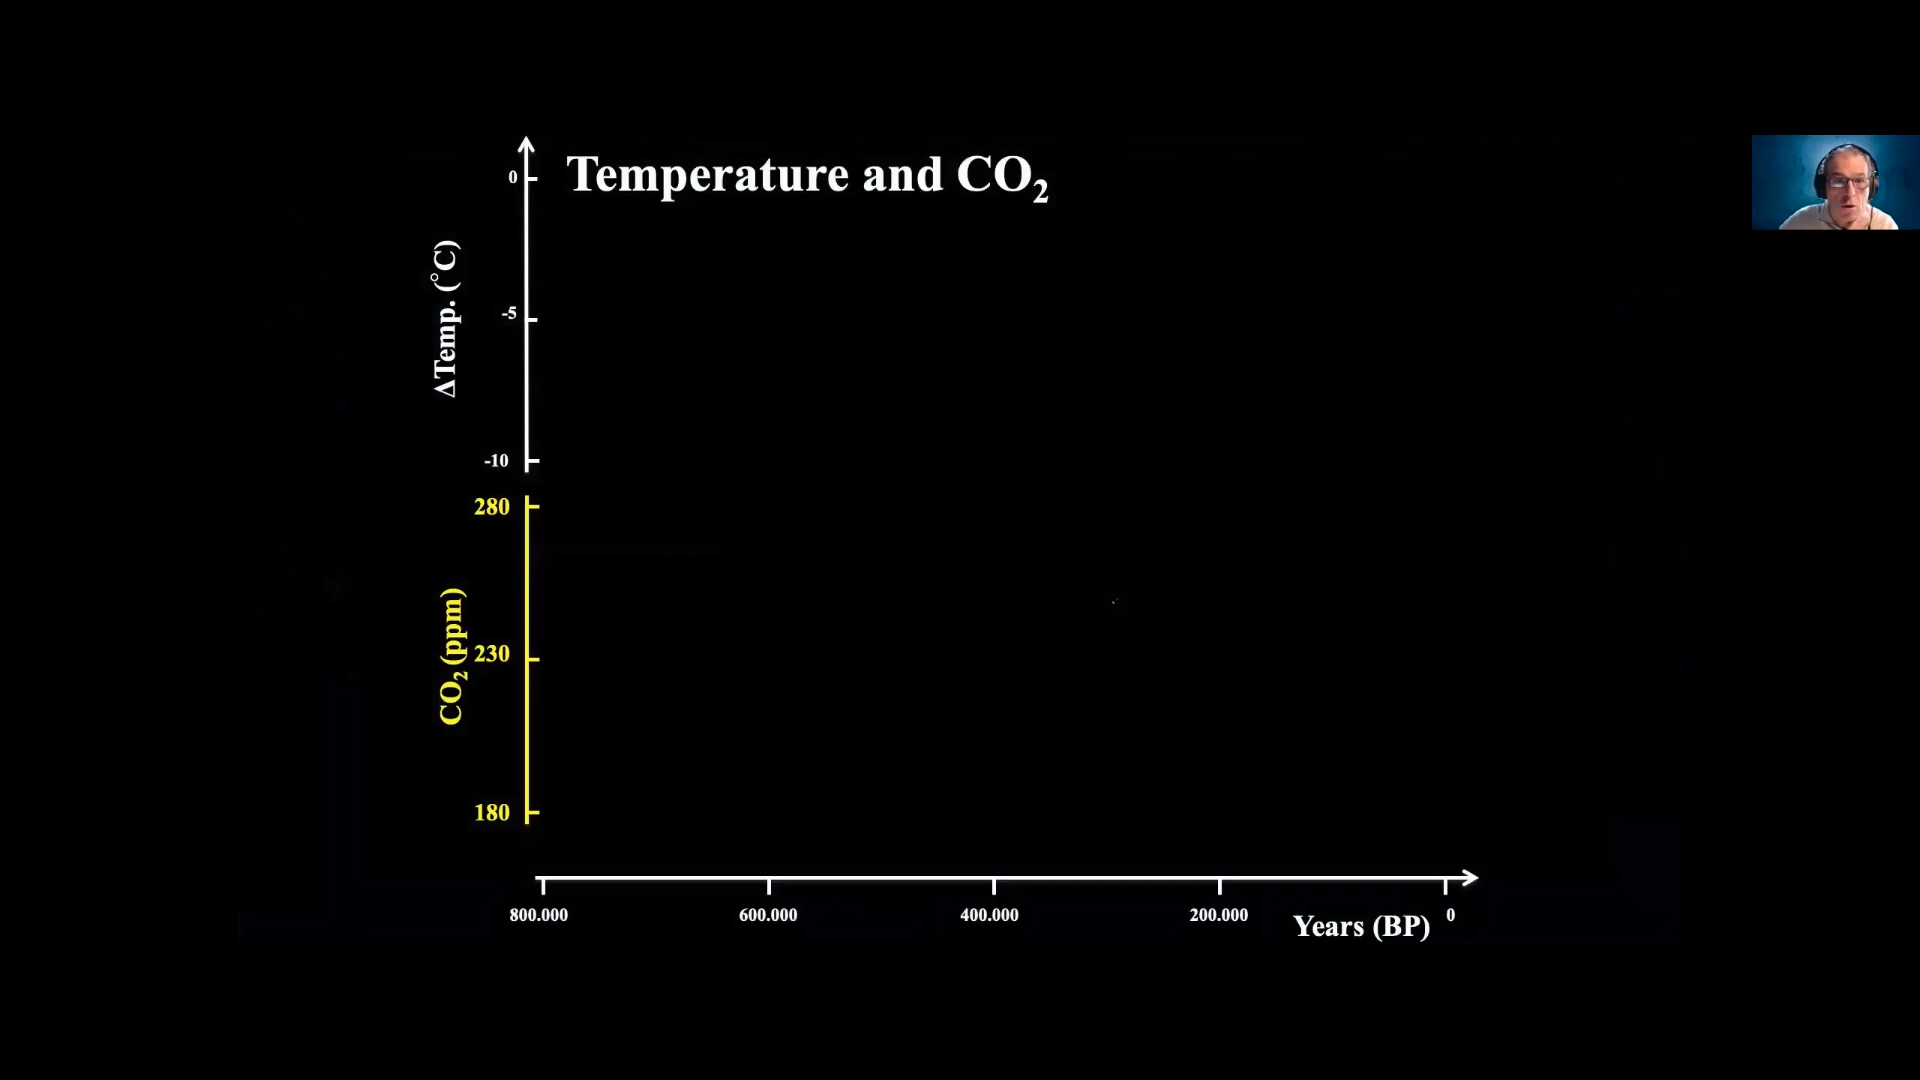 Temperature and CO₂
0
-5
-10
ΔTemp. (°C)
280
230
180
CO₂ (ppm)
800.000
600.000
400.000
200.000
0
Years (BP)